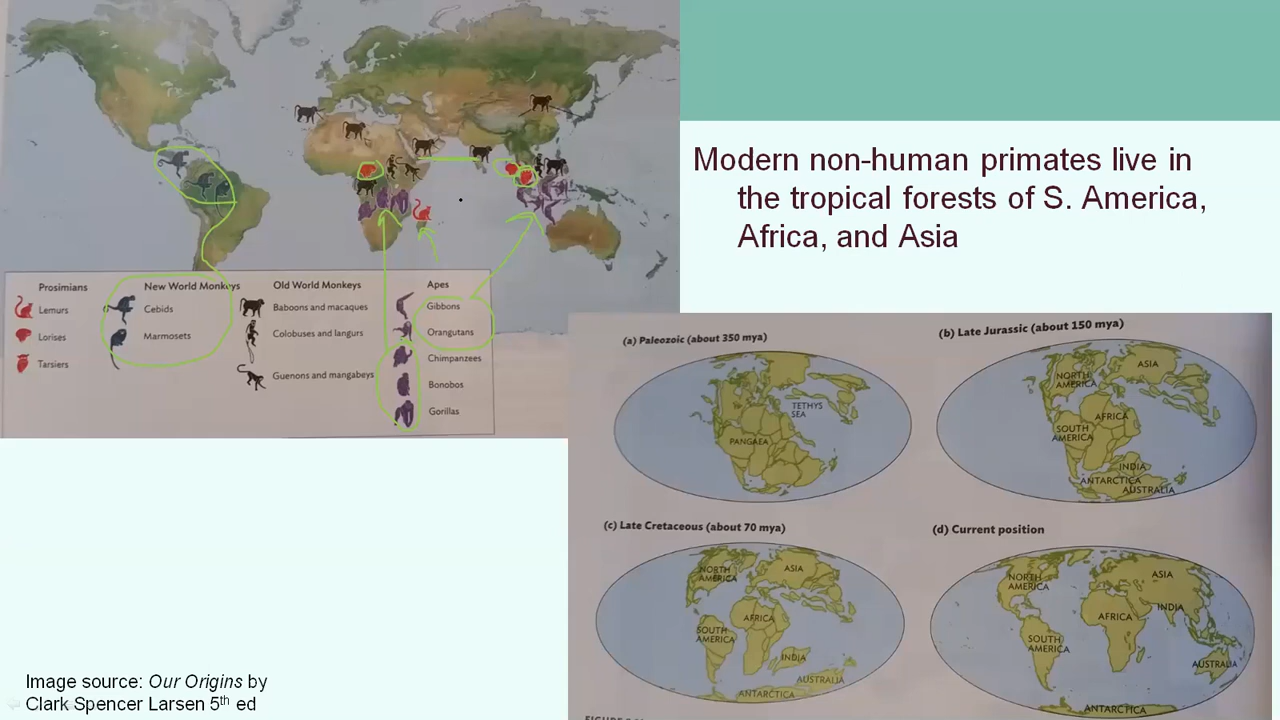 Modern non-human primates live in
the tropical forests of S. America,
Africa, and Asia
Prosimians
Lemurs
Lorises
Tarsiers
New World Monkeys
Cebids
Marmosets
Old World Monkeys
Baboons and macaques
Colobuses and langurs
Guenons and mangabeys
Apes
Gibbons
Orangutans
Chimpanzees
Bonobos
Gorillas
(a) Paleozoic (about 350 mya)
TETHYS
SEA
PANGAEA
(b) Late Jurassic (about 150 mya)
NORTH
AMERICA
ASIA
AFRICA
SOUTH
AMERICA
INDIA
ANTARCTICA
AUSTRALIA
(c) Late Cretaceous (about 70 mya)
NORTH
AMERICA
ASIA
AFRICA
SOUTH
AMERICA
INDIA
AUSTRALIA
ANTARCTICA
(d) Current position
NORTH
AMERICA
ASIA
INDIA
AFRICA
SOUTH
AMERICA
AUSTRALIA
ANTARCTICA
Image source: Our Origins by
Clark Spencer Larsen 5th ed